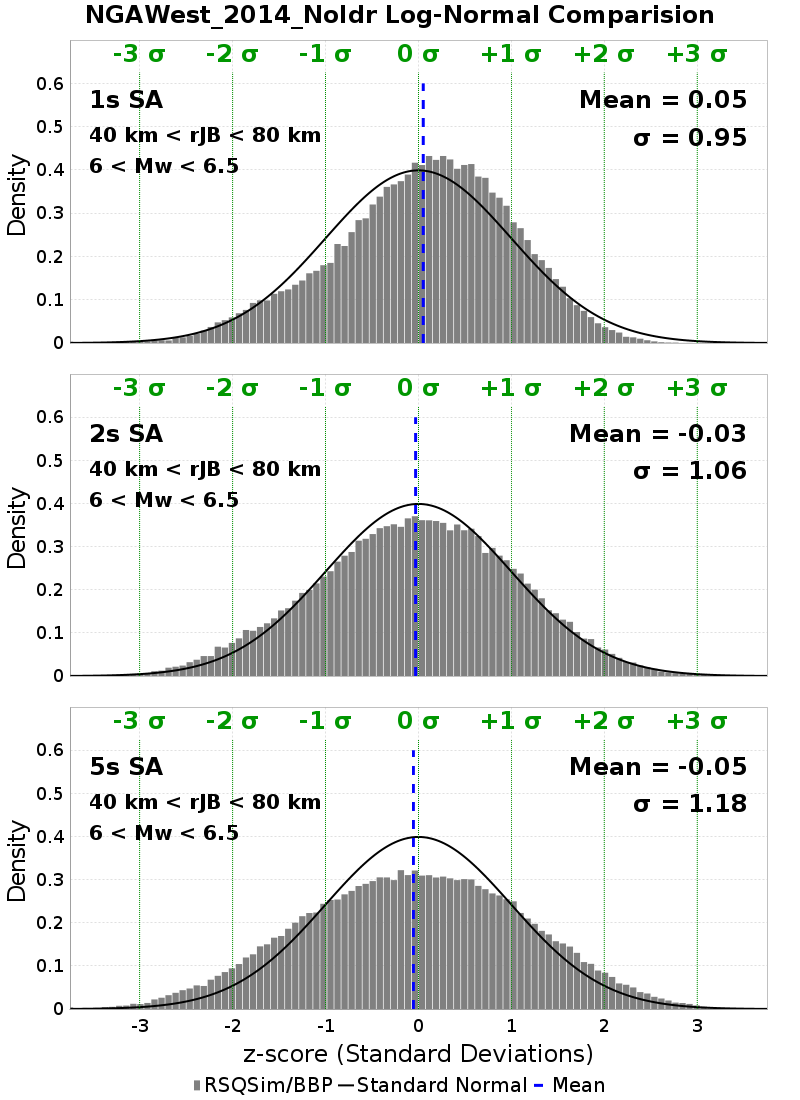 NGAWest_2014_NoIdr Log-Normal Comparision
-3 σ -2 σ -1 σ 0 σ +1 σ +2 σ +3 σ
0.6
1s SA Mean = 0.05
0.5
40 km < rJB < 80 km σ = 0.95
6 < Mw < 6.5
0.4
Density
0.3
0.2
0.1
0
-3 σ -2 σ -1 σ 0 σ +1 σ +2 σ +3 σ
0.6
2s SA Mean = -0.03
0.5
40 km < rJB < 80 km σ = 1.06
6 < Mw < 6.5
0.4
Density
0.3
0.2
0.1
0
-3 σ -2 σ -1 σ 0 σ +1 σ +2 σ +3 σ
0.6
5s SA Mean = -0.05
0.5
40 km < rJB < 80 km σ = 1.18
6 < Mw < 6.5
0.4
Density
0.3
0.2
0.1
0
-3 -2 -1 0 1 2 3
z-score (Standard Deviations)
RSQSim/BBP Standard Normal Mean